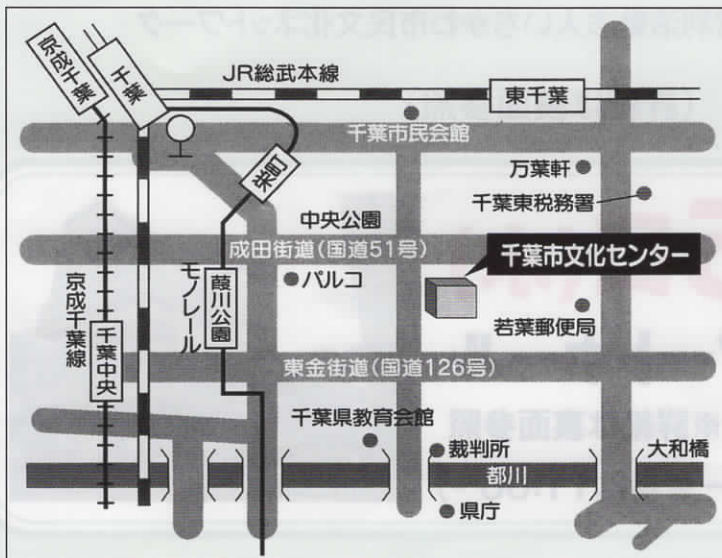 京成千葉
千葉
JR総武本線
東千葉
千葉市民会館
栄町
万葉軒
千葉東税務署
中央公園
成田街道(国道51号)
千葉市文化センター
パルコ
モノレール
葭川公園
京成千葉線
千葉中央
若葉郵便局
東金街道(国道126号)
千葉県教育会館
裁判所
大和橋
都川
県庁